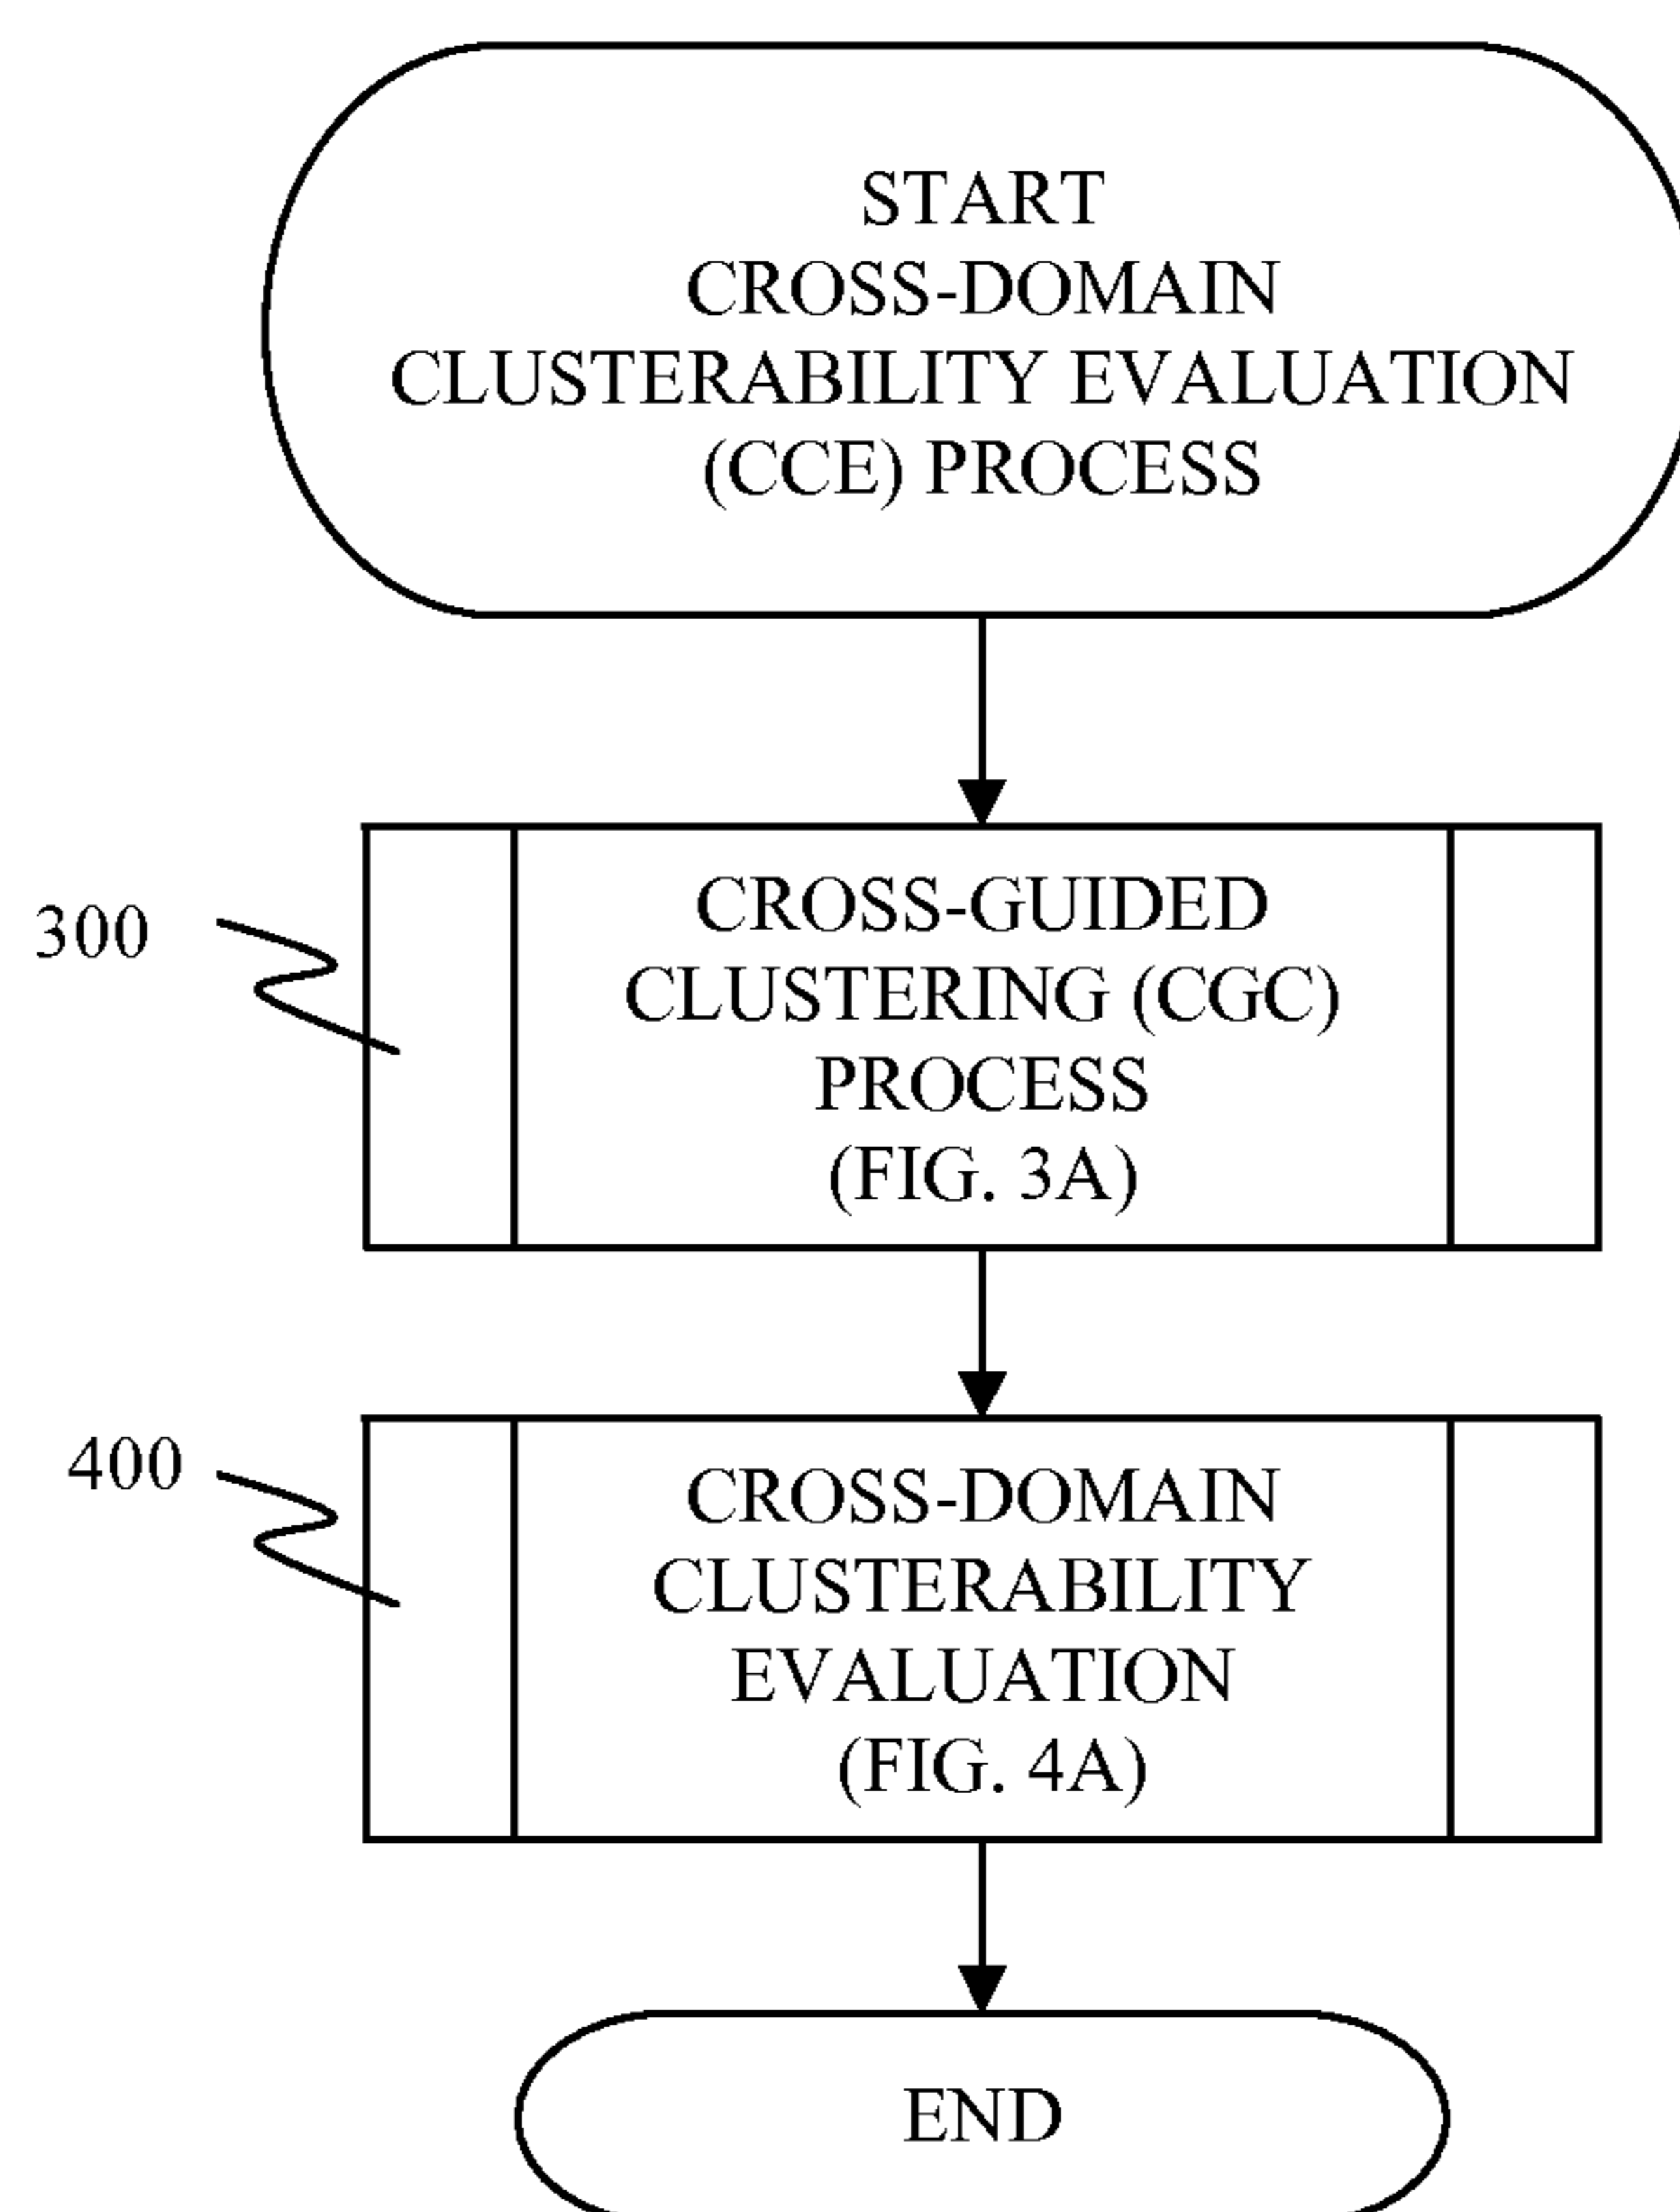 START
CROSS-DOMAIN
CLUSTERABILITY EVALUATION
(CCE) PROCESS
300
CROSS-GUIDED
CLUSTERING (CGC)
PROCESS
(FIG. 3A)
400
CROSS-DOMAIN
CLUSTERABILITY
EVALUATION
(FIG. 4A)
END